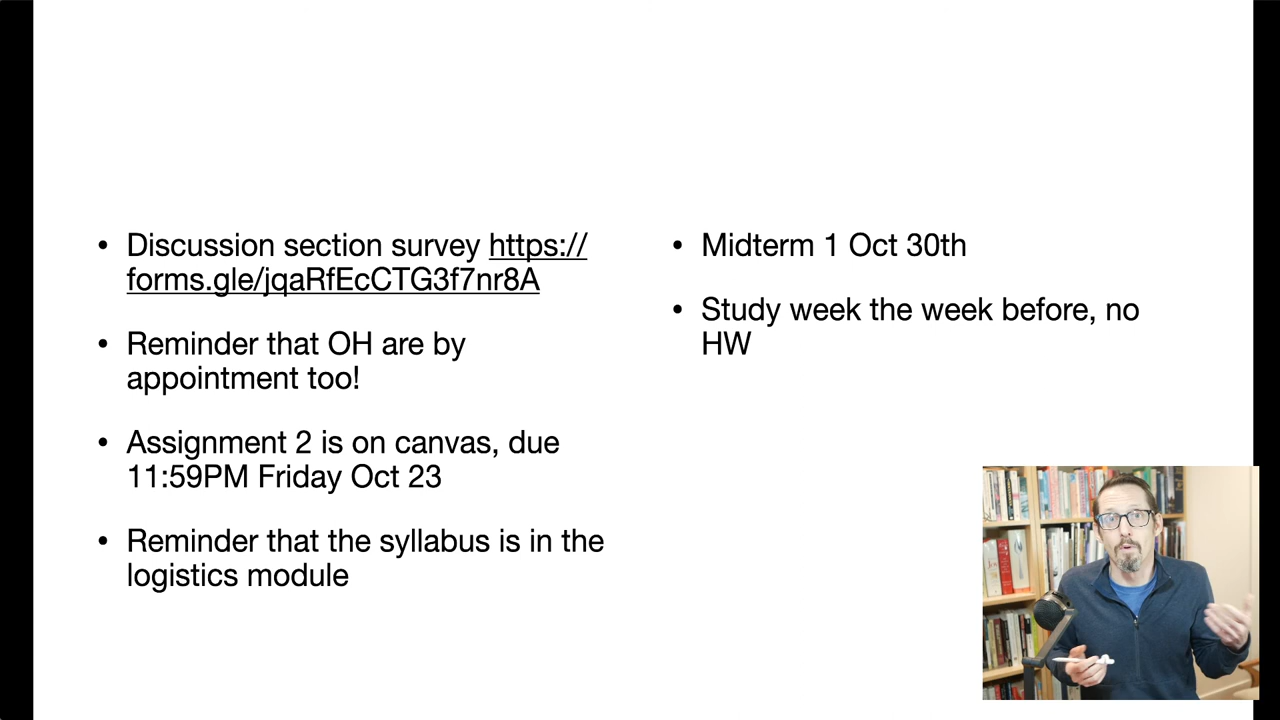 • Discussion section survey https://
forms.gle/jqaRfEcCTG3f7nr8A
• Reminder that OH are by
appointment too!
• Assignment 2 is on canvas, due
11:59PM Friday Oct 23
• Reminder that the syllabus is in the
logistics module
• Midterm 1 Oct 30th
• Study week the week before, no
HW